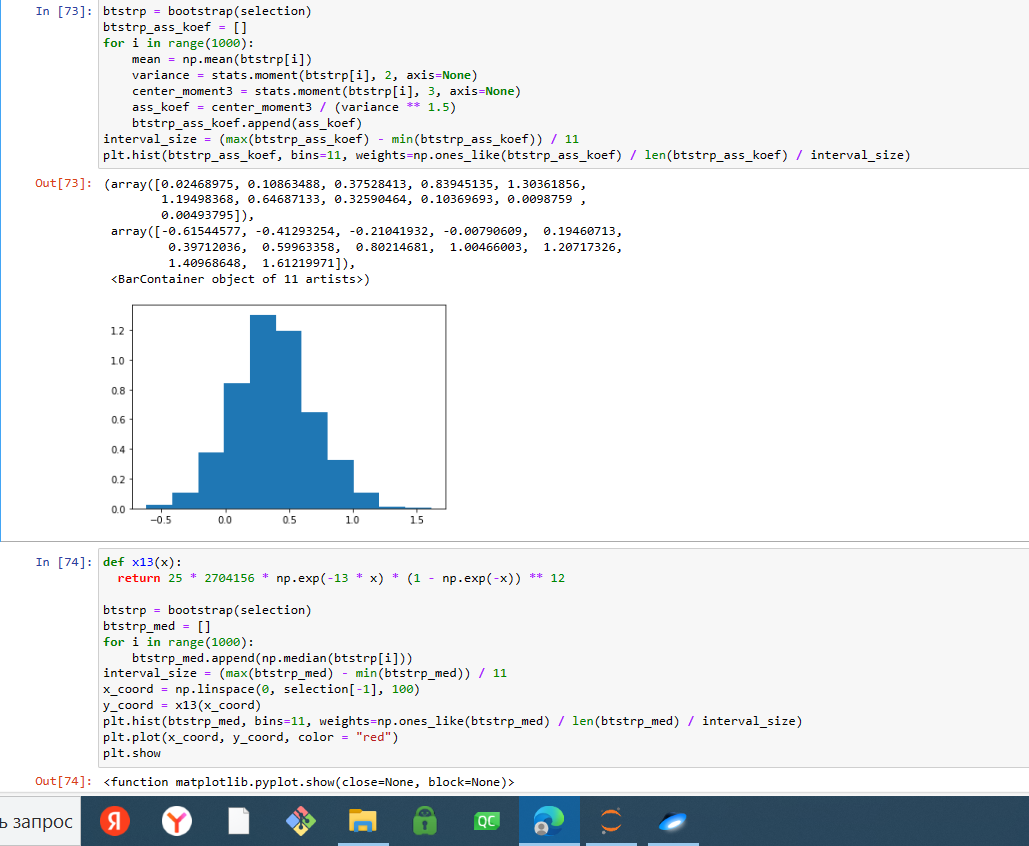 In [73]: btstrp = bootstrap(selection)
btstrp_ass_koef = []
for i in range(1000):
    mean = np.mean(btstrp[i])
    variance = stats.moment(btstrp[i], 2, axis=None)
    center_moment3 = stats.moment(btstrp[i], 3, axis=None)
    ass_koef = center_moment3 / (variance ** 1.5)
    btstrp_ass_koef.append(ass_koef)
interval_size = (max(btstrp_ass_koef) - min(btstrp_ass_koef)) / 11
plt.hist(btstrp_ass_koef, bins=11, weights=np.ones_like(btstrp_ass_koef) / len(btstrp_ass_koef) / interval_size)
Out[73]: (array([0.02468975, 0.10863488, 0.37528413, 0.83945135, 1.30361856,
        1.19498368, 0.64687133, 0.32590464, 0.10369693, 0.0098759 ,
        0.00493795]),
 array([-0.61544577, -0.41293254, -0.21041932, -0.00790609,  0.19460713,
         0.39712036,  0.59963358,  0.80214681,  1.00466003,  1.20717326,
         1.40968648,  1.61219971]),
 <BarContainer object of 11 artists>)
1.2
1.0
0.8
0.6
0.4
0.2
0.0
−0.5 0.0 0.5 1.0 1.5
In [74]: def x13(x):
  return 25 * 2704156 * np.exp(-13 * x) * (1 - np.exp(-x)) ** 12
btstrp = bootstrap(selection)
btstrp_med = []
for i in range(1000):
    btstrp_med.append(np.median(btstrp[i]))
interval_size = (max(btstrp_med) - min(btstrp_med)) / 11
x_coord = np.linspace(0, selection[-1], 100)
y_coord = x13(x_coord)
plt.hist(btstrp_med, bins=11, weights=np.ones_like(btstrp_med) / len(btstrp_med) / interval_size)
plt.plot(x_coord, y_coord, color = "red")
plt.show
Out[74]: <function matplotlib.pyplot.show(close=None, block=None)>
ь запрос Я Y QC